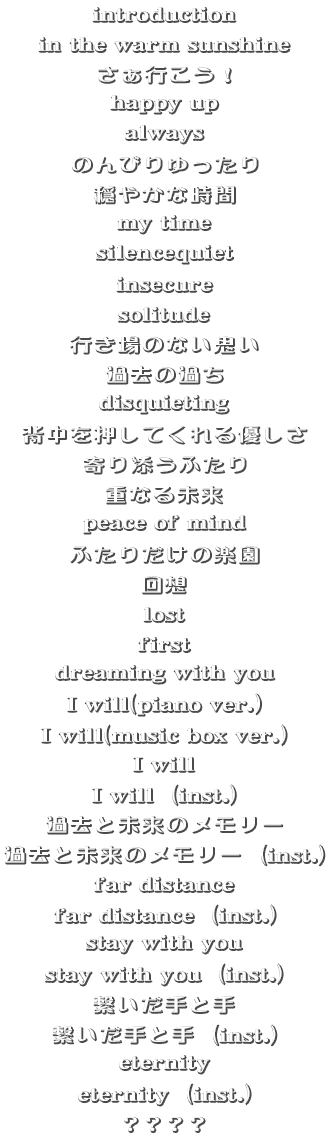 introduction
in the warm sunshine
さぁ行こう！
happy up
always
のんびりゆったり
穏やかな時間
my time
silencequiet
insecure
solitude
行き場のない思い
過去の過ち
disquieting
背中を押してくれる優しさ
寄り添うふたり
重なる未来
peace of mind
ふたりだけの楽園
回想
lost
first
dreaming with you
I will(piano ver.)
I will(music box ver.)
I will
I will (inst.)
過去と未来のメモリー
過去と未来のメモリー (inst.)
far distance
far distance (inst.)
stay with you
stay with you (inst.)
繋いだ手と手
繋いだ手と手 (inst.)
eternity
eternity (inst.)
？？？？